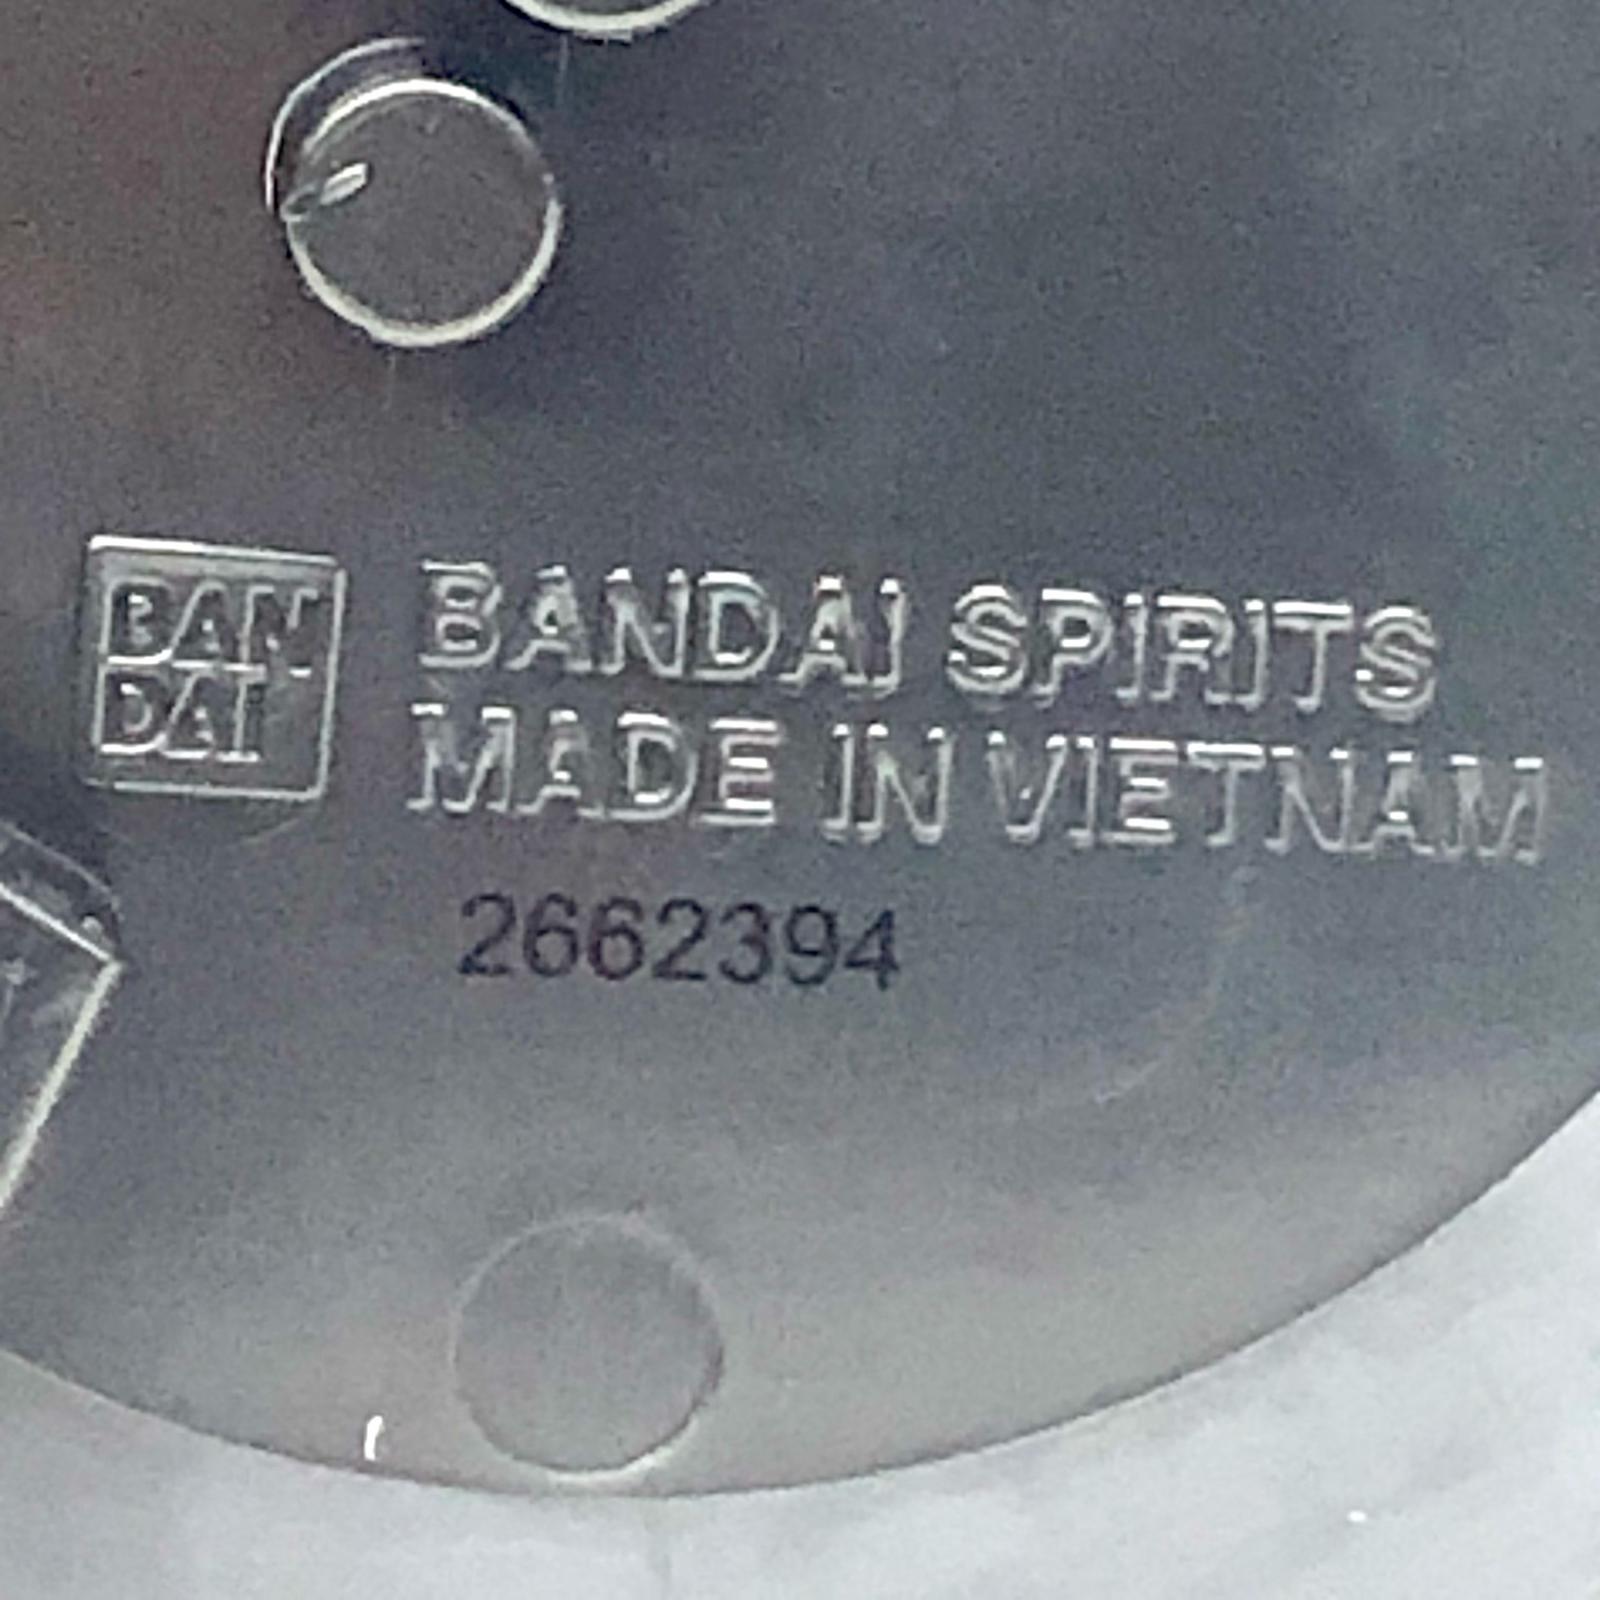 BAN
DAI
BANDAI SPIRITS
MADE IN VIETNAM
2662394